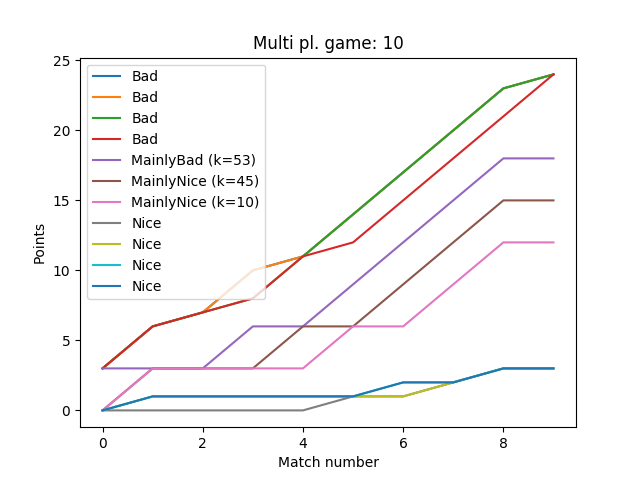 Multi pl. game: 10
25
20
15
10
5
0
Points
Bad
Bad
Bad
Bad
MainlyBad (k=53)
MainlyNice (k=45)
MainlyNice (k=10)
Nice
Nice
Nice
Nice
0 2 4 6 8
Match number